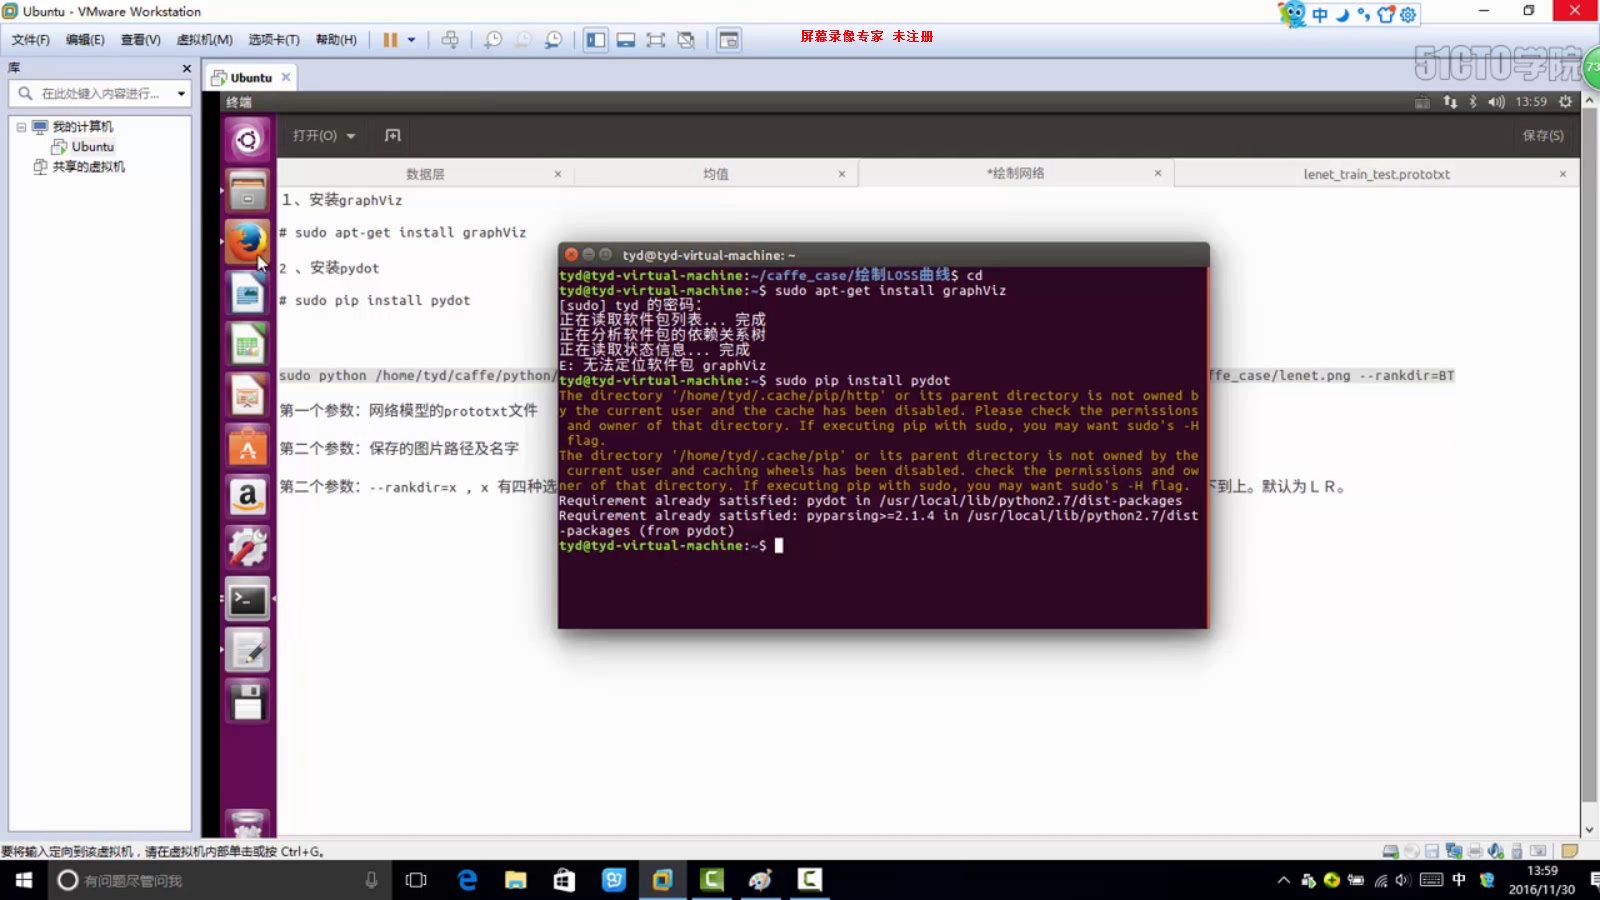 Ubuntu - VMware Workstation
中
文件(F) 编辑(E) 查看(V) 虚拟机(M) 选项卡(T) 帮助(H)
屏幕录像专家 未注册
51CTO学院
73
库
在此处键入内容进行...
我的计算机
Ubuntu
共享的虚拟机
Ubuntu
终端
13:59
打开(O)
保存(S)
数据层
均值
*绘制网络
lenet_train_test.prototxt
1、安装graphViz
# sudo apt-get install graphViz
2 、安装pydot
# sudo pip install pydot
sudo python /home/tyd/caffe/python/
ffe_case/lenet.png --rankdir=BT
第一个参数: 网络模型的prototxt文件
第二个参数: 保存的图片路径及名字
第二个参数: --rankdir=x , x 有四种选
下到上。默认为ＬＲ。
tyd@tyd-virtual-machine: ~
tyd@tyd-virtual-machine:~/caffe_case/绘制LOSS曲线$ cd
tyd@tyd-virtual-machine:~$ sudo apt-get install graphViz
[sudo] tyd 的密码:
正在读取软件包列表... 完成
正在分析软件包的依赖关系树
正在读取状态信息... 完成
E: 无法定位软件包 graphViz
tyd@tyd-virtual-machine:~$ sudo pip install pydot
The directory '/home/tyd/.cache/pip/http' or its parent directory is not owned b
y the current user and the cache has been disabled. Please check the permissions
 and owner of that directory. If executing pip with sudo, you may want sudo's -H
 flag.
The directory '/home/tyd/.cache/pip' or its parent directory is not owned by the
 current user and caching wheels has been disabled. check the permissions and ow
ner of that directory. If executing pip with sudo, you may want sudo's -H flag.
Requirement already satisfied: pydot in /usr/local/lib/python2.7/dist-packages
Requirement already satisfied: pyparsing>=2.1.4 in /usr/local/lib/python2.7/dist
-packages (from pydot)
tyd@tyd-virtual-machine:~$
要将输入定向到该虚拟机，请在虚拟机内部单击或按 Ctrl+G。
有问题尽管问我
中
13:59
2016/11/30